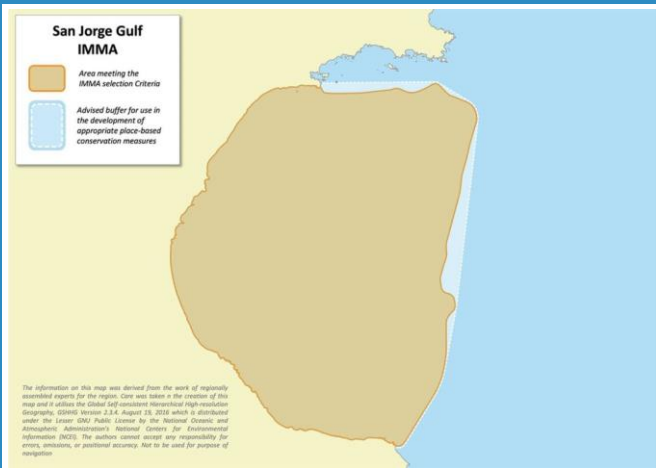 San Jorge Gulf
IMMA
Area meeting the
IMMA selection Criteria
Advised buffer for use in
the development of
appropriate place-based
conservation measures
The information on this map was derived from the work of regionally
assembled experts for the region. Care was taken n the creation of this
map and it utilises the Global Self-consistent Hierarchical High-resolution
Geography, GSHHG Version 2.3.4. August 19, 2016 which is distributed
under the Lesser GNU Public License by the National Oceanic and
Atmospheric Administration's National Centers for Environmental
Information (NCEI). The authors cannot accept any responsibility for
errors, omissions, or positional accuracy. Not to be used for purpose of
navigation